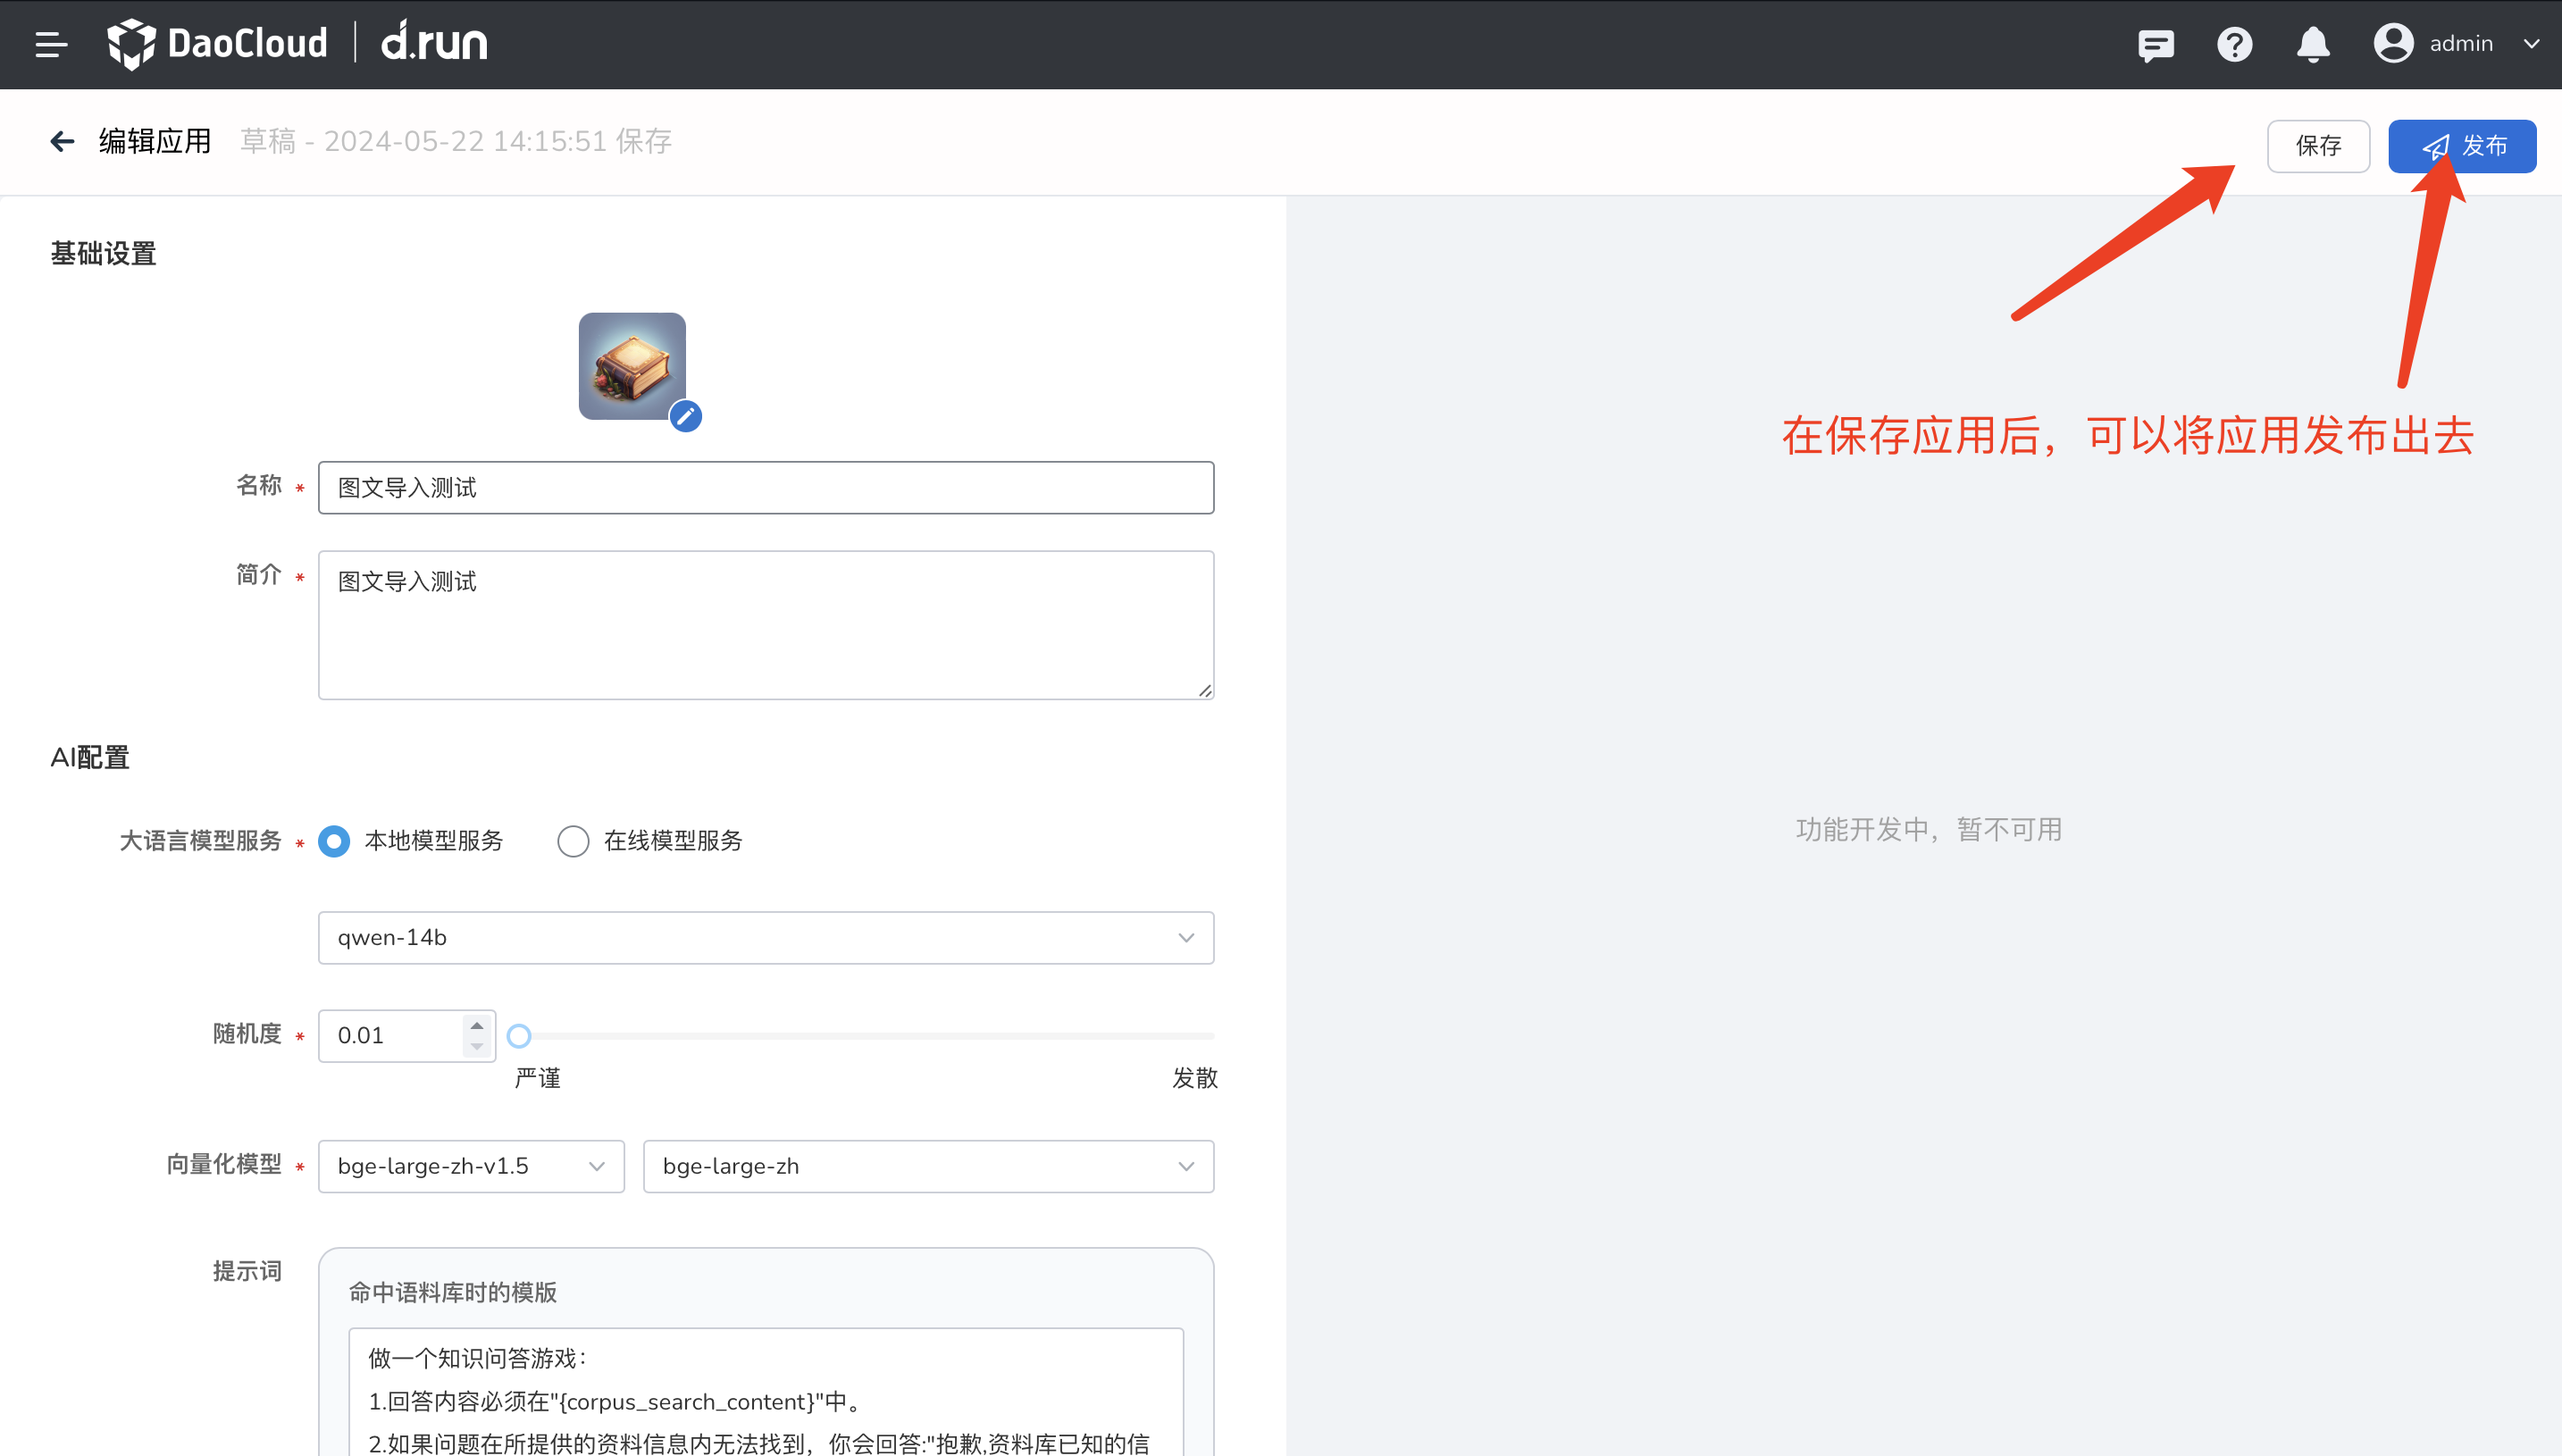 DaoCloud | d.run
admin
编辑应用 草稿 - 2024-05-22 14:15:51 保存
保存
发布
基础设置
在保存应用后，可以将应用发布出去
名称 *
图文导入测试
简介 *
图文导入测试
AI配置
大语言模型服务 *
本地模型服务
在线模型服务
功能开发中，暂不可用
qwen-14b
随机度 *
0.01
严谨
发散
向量化模型 *
bge-large-zh-v1.5
bge-large-zh
提示词
命中语料库时的模版
做一个知识问答游戏：
1.回答内容必须在"{corpus_search_content}"中。
2.如果问题在所提供的资料信息内无法找到，你会回答:"抱歉,资料库已知的信